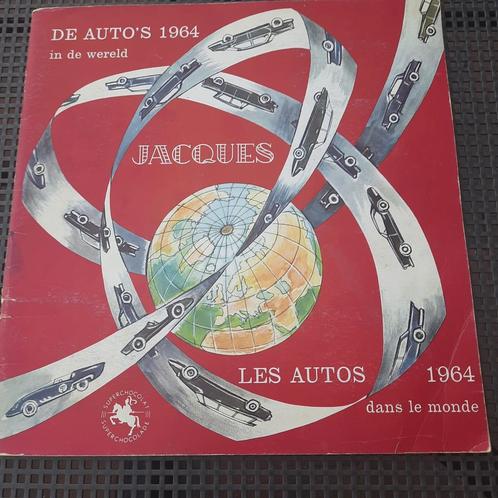 DE AUTO'S 1964
in de wereld
JACQUES
LES AUTOS 1964
dans le monde
SUPERCHOCOLAT
SUPERCHOCOLADE